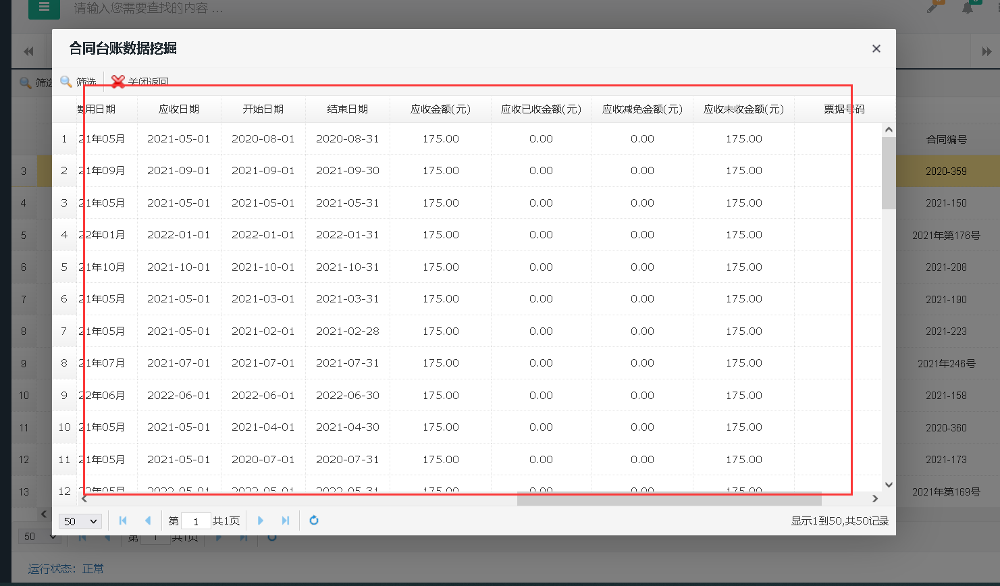 请输入您需要查找的内容 ...
合同台账数据挖掘
筛选 筛选 关闭返回
费用日期 应收日期 开始日期 结束日期 应收金额(元) 应收已收金额(元) 应收减免金额(元) 应收未收金额(元) 票据号码
1 21年05月 2021-05-01 2020-08-01 2020-08-31 175.00 0.00 0.00 175.00 合同编号
3 2 21年09月 2021-09-01 2021-09-01 2021-09-30 175.00 0.00 0.00 175.00 2020-359
4 3 21年05月 2021-05-01 2021-05-01 2021-05-31 175.00 0.00 0.00 175.00 2021-150
5 4 22年01月 2022-01-01 2022-01-01 2022-01-31 175.00 0.00 0.00 175.00 2021年第176号
6 5 21年10月 2021-10-01 2021-10-01 2021-10-31 175.00 0.00 0.00 175.00 2021-208
7 6 21年05月 2021-05-01 2021-03-01 2021-03-31 175.00 0.00 0.00 175.00 2021-190
8 7 21年05月 2021-05-01 2021-02-01 2021-02-28 175.00 0.00 0.00 175.00 2021-223
9 8 21年07月 2021-07-01 2021-07-01 2021-07-31 175.00 0.00 0.00 175.00 2021年246号
10 9 22年06月 2022-06-01 2022-06-01 2022-06-30 175.00 0.00 0.00 175.00 2021-158
11 10 21年05月 2021-05-01 2021-04-01 2021-04-30 175.00 0.00 0.00 175.00 2020-360
12 11 21年05月 2021-05-01 2020-07-01 2020-07-31 175.00 0.00 0.00 175.00 2021-173
13 12 22年05月 2022-05-01 2022-05-01 2022-05-31 175.00 0.00 0.00 175.00 2021年第169号
50 第 1 共1页 显示1到50,共50记录
50 第 1 共1页
运行状态：正常